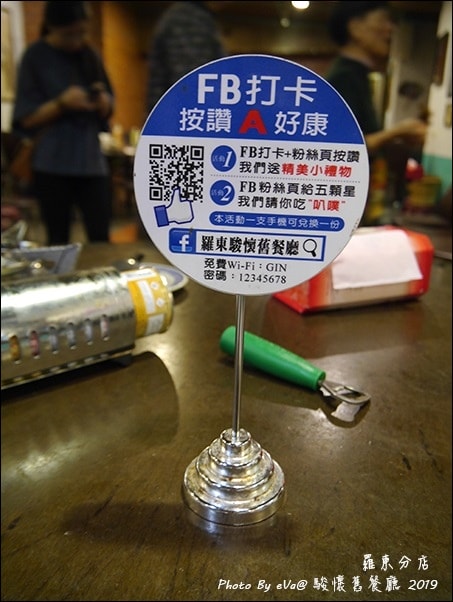 FB打卡
按讚 A 好康
活動1 FB打卡+粉絲頁按讚
我們送精美小禮物
活動2 FB粉絲頁給五顆星
我們請你吃"叭噗"
本活動一支手機可兌換一份
f 羅東駿懷舊餐廳
免費Wi-Fi：GIN
密碼：12345678
羅東分店
Photo By eVa@ 駿懷舊餐廳 2019